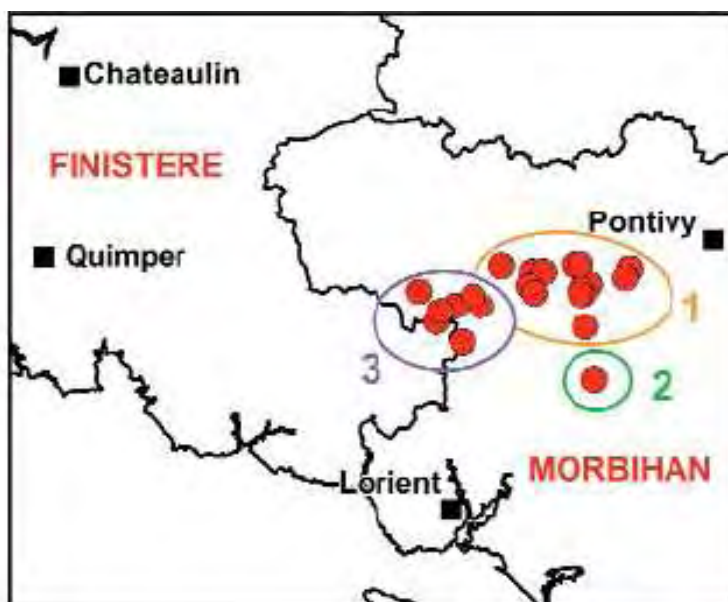 Chateaulin
FINISTERE
Pontivy
Quimper
1
3
2
Lorient
MORBIHAN